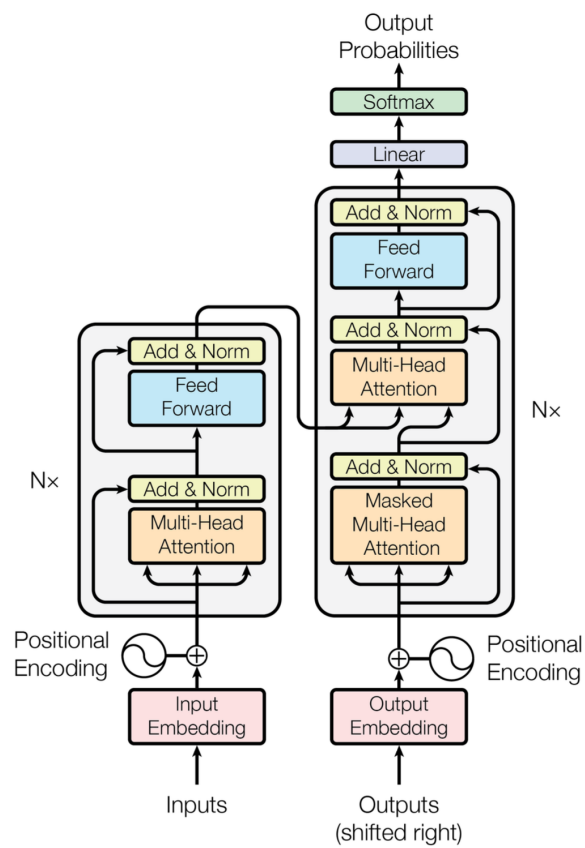 Output
Probabilities
Softmax
Linear
Add & Norm
Feed
Forward
Add & Norm
Multi-Head
Attention
Add & Norm
Masked
Multi-Head
Attention
N×
Add & Norm
Feed
Forward
Add & Norm
Multi-Head
Attention
N×
Positional
Encoding
Positional
Encoding
Input
Embedding
Output
Embedding
Inputs
Outputs
(shifted right)